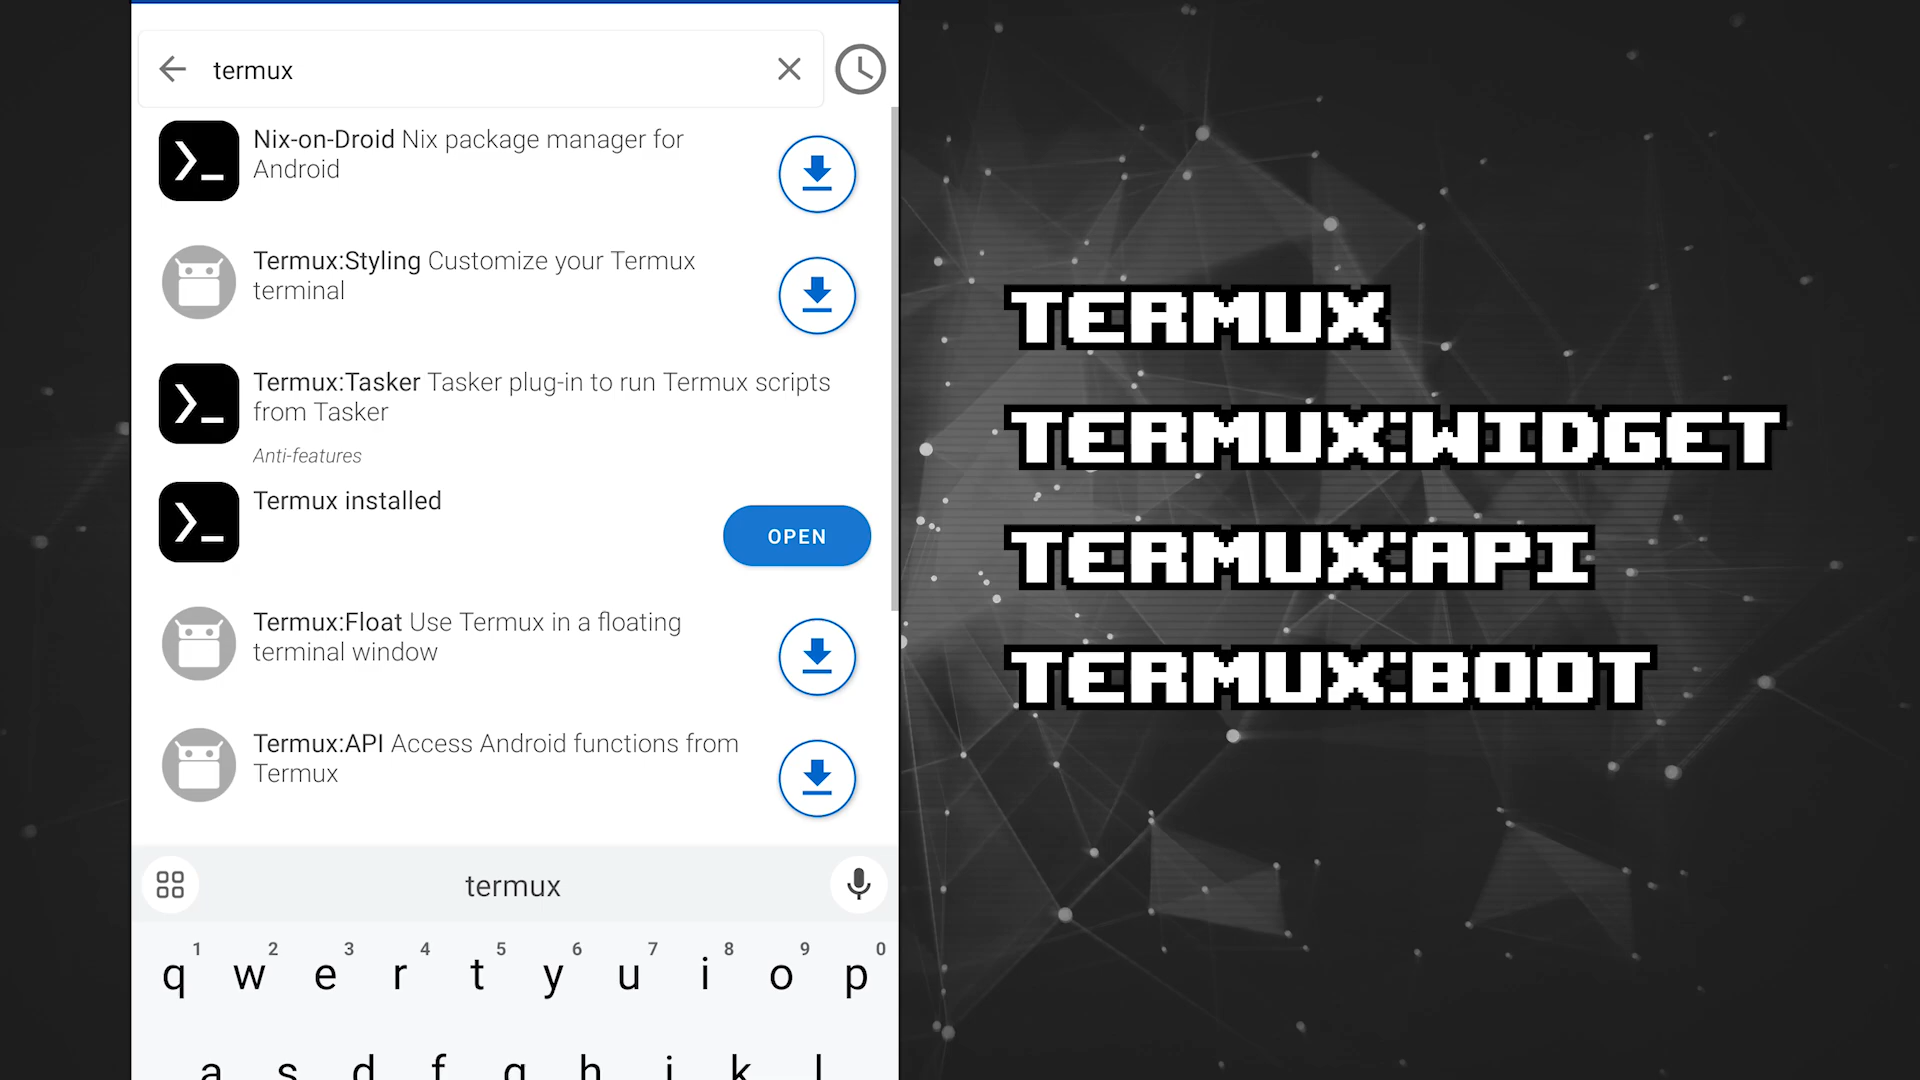 termux
Nix-on-Droid Nix package manager for
Android
Termux:Styling Customize your Termux
terminal
Termux:Tasker Tasker plug-in to run Termux scripts
from Tasker
Anti-features
Termux installed
OPEN
Termux:Float Use Termux in a floating
terminal window
Termux:API Access Android functions from
Termux
termux
1 2 3 4 5 6 7 8 9 0
q w e r t y u i o p
a s d f g h j k l
TERMUX
TERMUX:WIDGET
TERMUX:API
TERMUX:BOOT